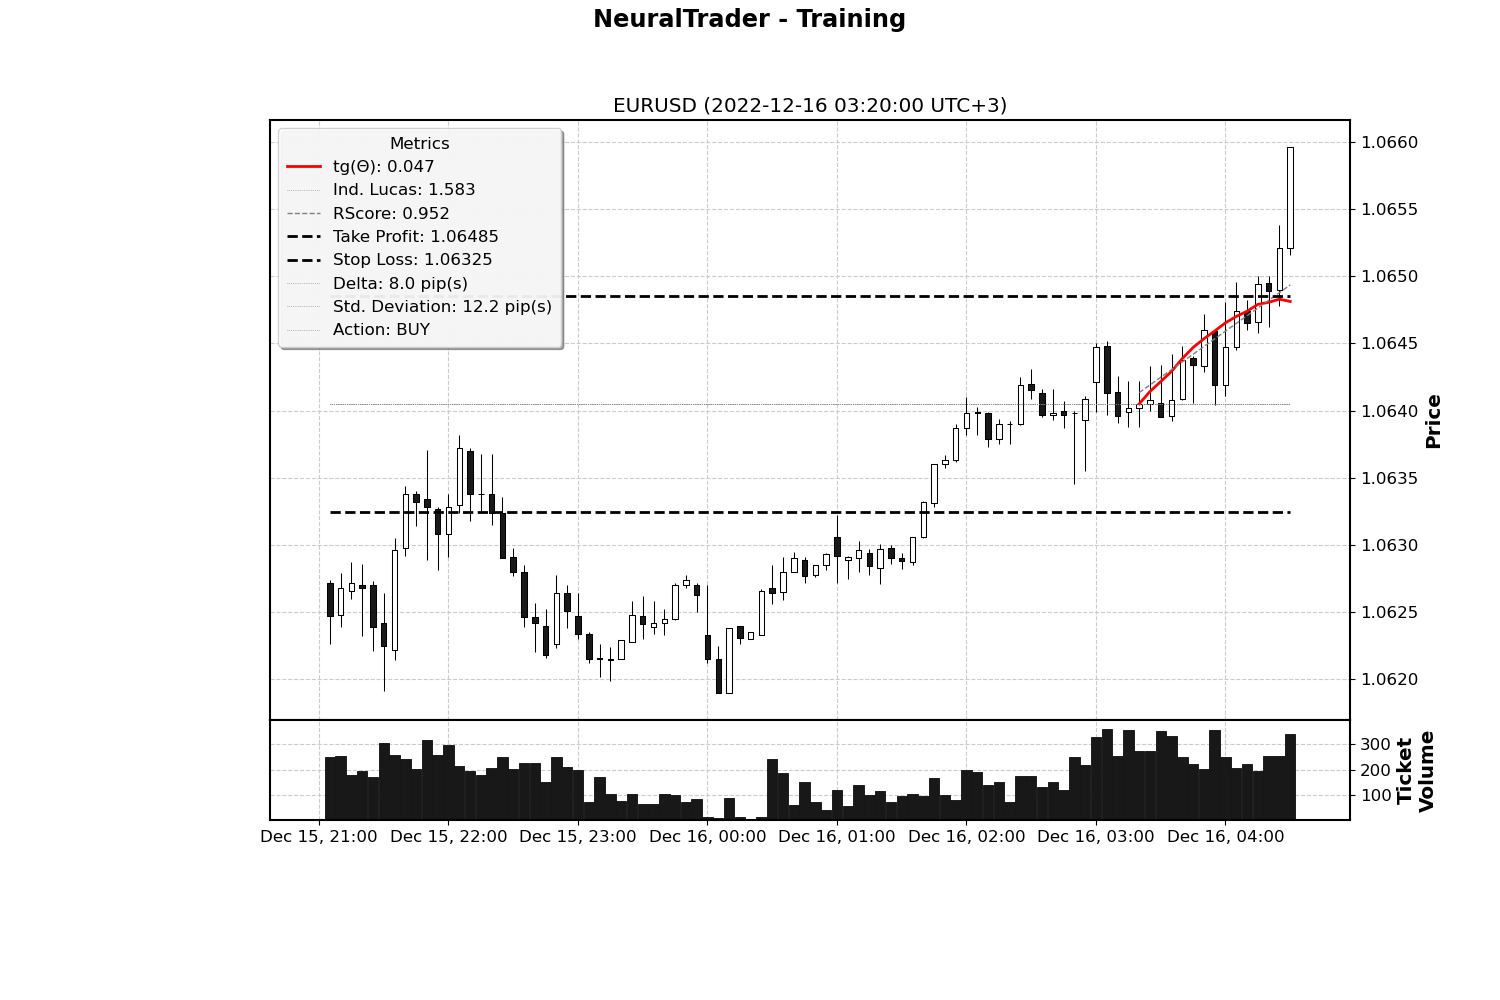 NeuralTrader - Training
EURUSD (2022-12-16 03:20:00 UTC+3)
Metrics
tg(Θ): 0.047
Ind. Lucas: 1.583
RScore: 0.952
Take Profit: 1.06485
Stop Loss: 1.06325
Delta: 8.0 pip(s)
Std. Deviation: 12.2 pip(s)
Action: BUY
1.0660
1.0655
1.0650
1.0645
1.0640
1.0635
1.0630
1.0625
1.0620
Price
300
200
100
Ticket
Volume
Dec 15, 21:00
Dec 15, 22:00
Dec 15, 23:00
Dec 16, 00:00
Dec 16, 01:00
Dec 16, 02:00
Dec 16, 03:00
Dec 16, 04:00